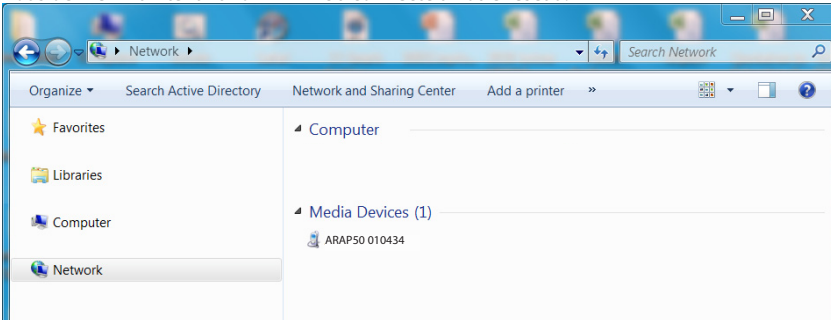 Network
Search Network
Organize
Search Active Directory
Network and Sharing Center
Add a printer
»
Favorites
Libraries
Computer
Network
Computer
Media Devices (1)
ARAP50 010434